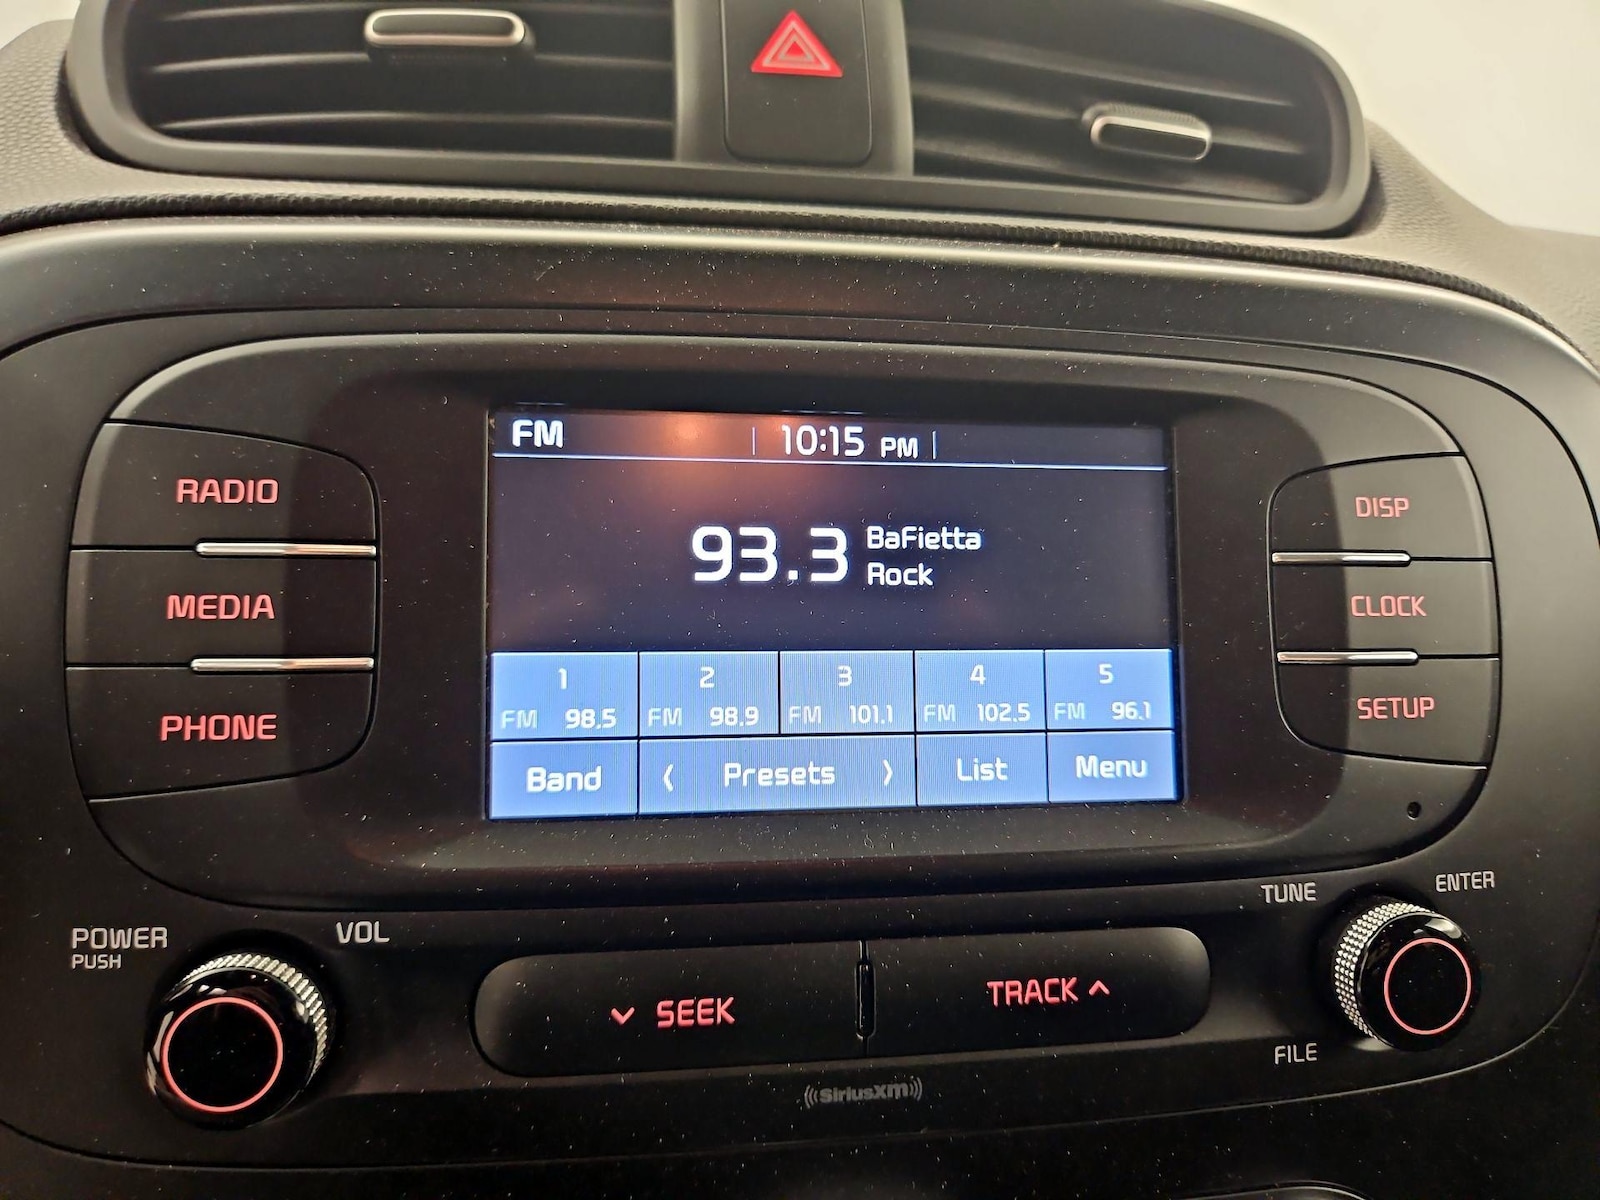 FM | 10:15 PM |
93.3 BaFietta
Rock
1 2 3 4 5
FM 98.5 FM 98.9 FM 101.1 FM 102.5 FM 96.1
Band ⟨ Presets ⟩ List Menu
RADIO
MEDIA
PHONE
DISP
CLOCK
SETUP
POWER
PUSH
VOL
SEEK
TRACK
TUNE
ENTER
FILE
((SiriusXM))